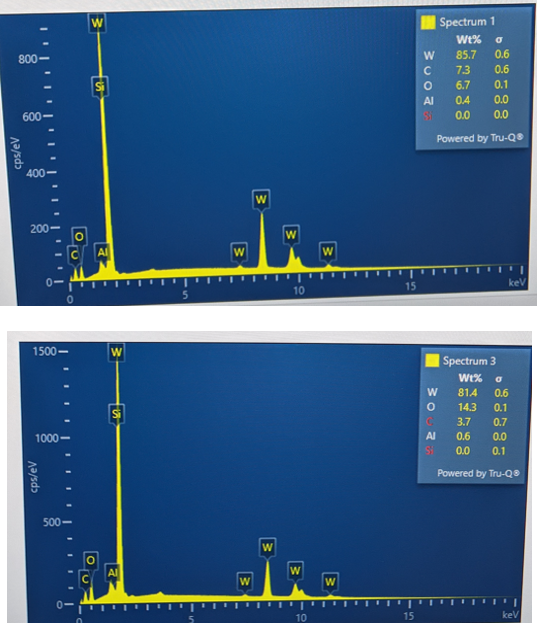 Spectrum 1
Wt% σ
W 85.7 0.6
C 7.3 0.6
O 6.7 0.1
Al 0.4 0.0
Si 0.0 0.0
Powered by Tru-Q®
W
Si
O
C
Al
W
W
W
W
cps/eV
800
600
400
200
0
0 5 10 15 keV
Spectrum 3
Wt% σ
W 81.4 0.6
O 14.3 0.1
C 3.7 0.7
Al 0.6 0.0
Si 0.0 0.1
Powered by Tru-Q®
W
Si
O
C
Al
W
W
W
W
cps/eV
1500
1000
500
0
0 5 10 15 keV